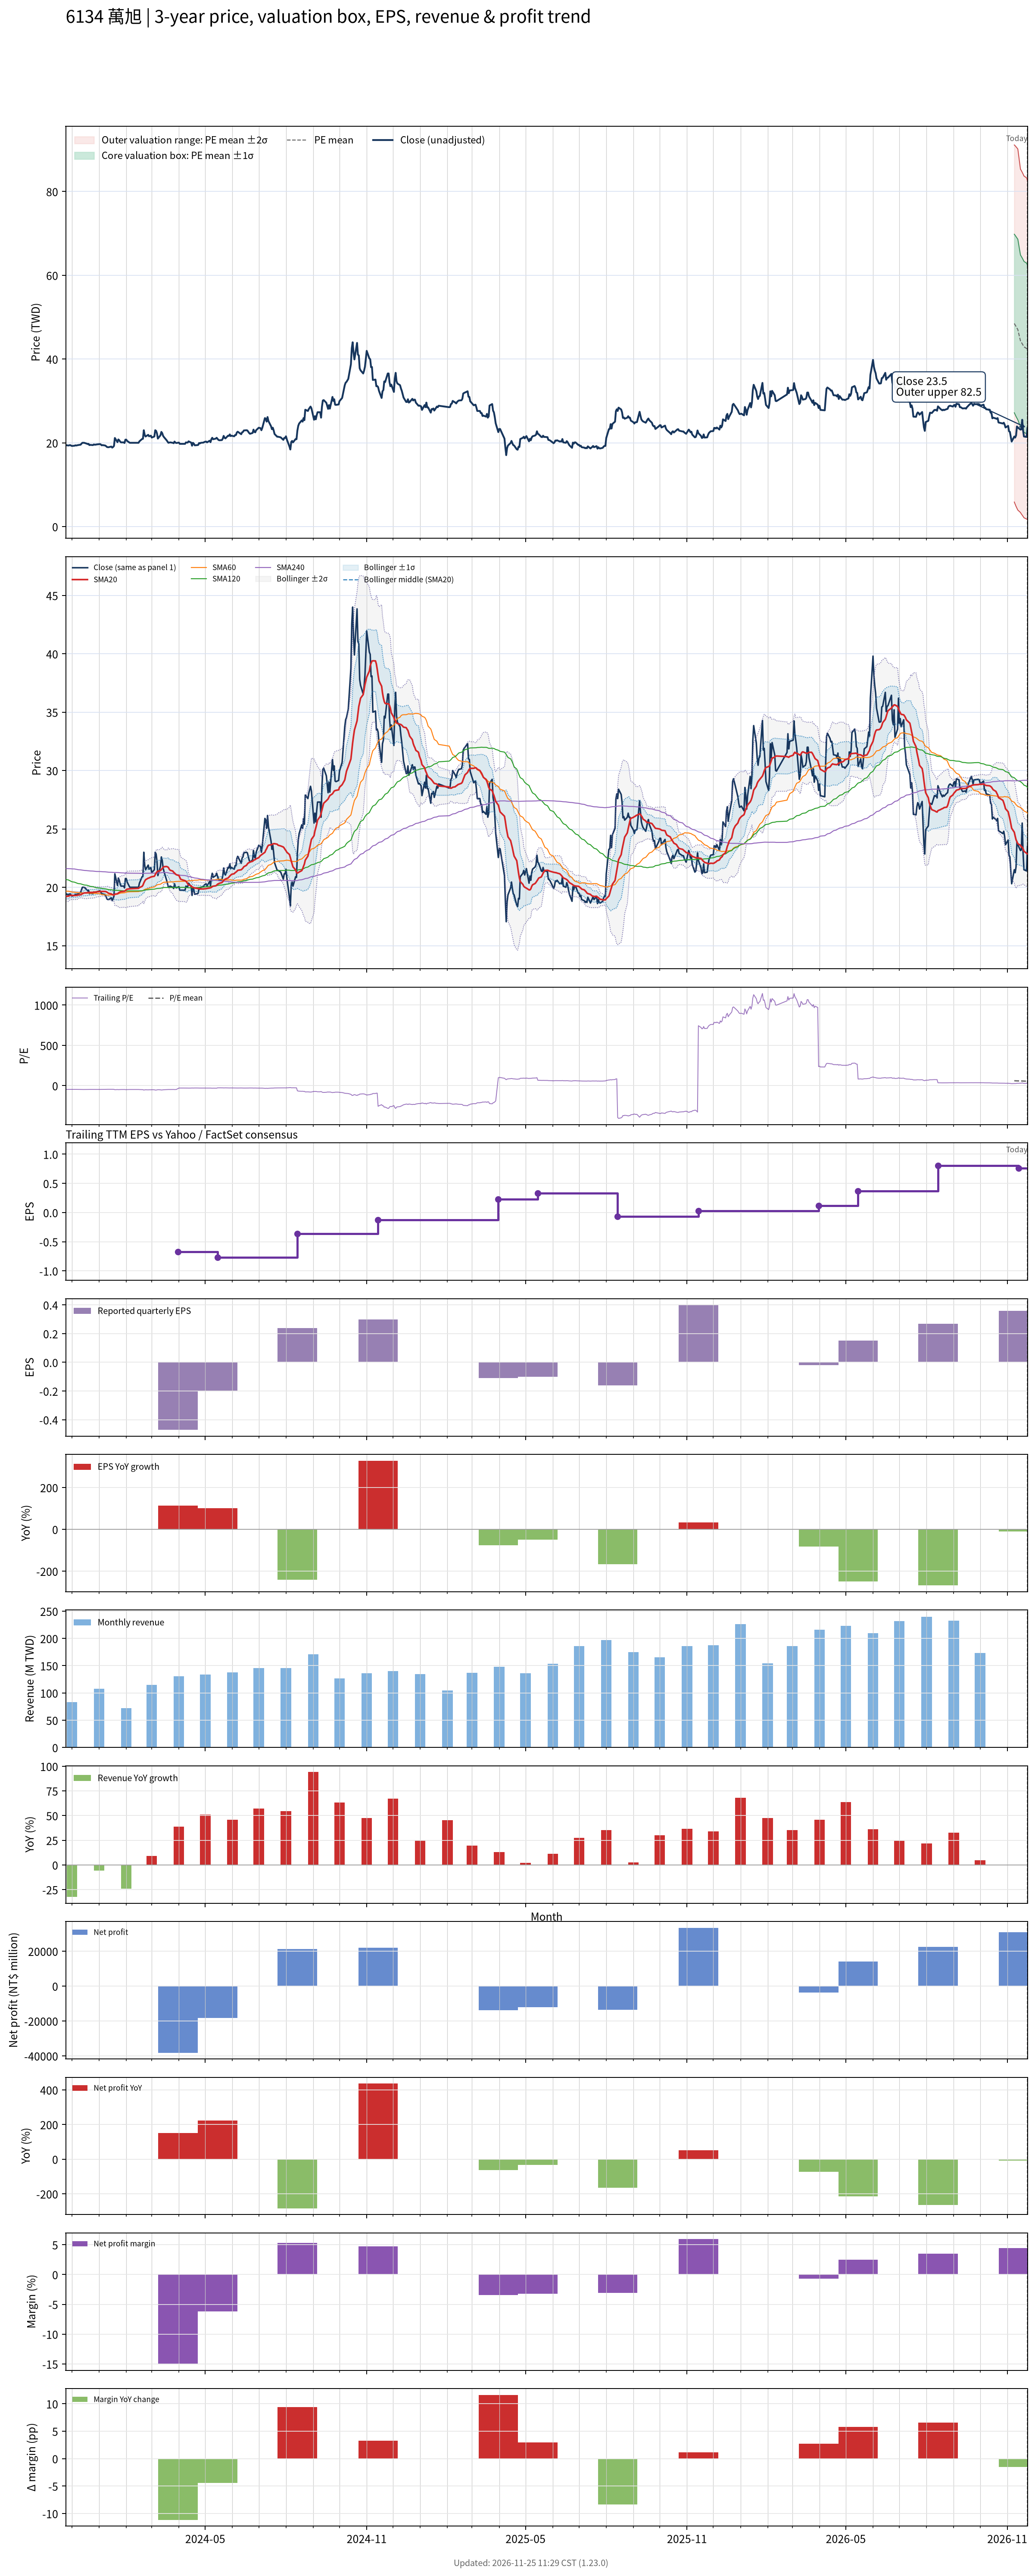 6134 萬旭 | 3-year price, valuation box, EPS, revenue & profit trend
Outer valuation range: PE mean ±2σ
Core valuation box: PE mean ±1σ
PE mean
Close (unadjusted)
Today
Price (TWD)
80
60
40
20
0
Close 23.5
Outer upper 82.5
Close (same as panel 1)
SMA20
SMA60
SMA120
SMA240
Bollinger ±2σ
Bollinger ±1σ
Bollinger middle (SMA20)
Price
45
40
35
30
25
20
15
Trailing P/E
P/E mean
P/E
1000
500
0
Trailing TTM EPS vs Yahoo / FactSet consensus
Today
EPS
1.0
0.5
0.0
-0.5
-1.0
Reported quarterly EPS
EPS
0.4
0.2
0.0
-0.2
-0.4
EPS YoY growth
YoY (%)
200
0
-200
Monthly revenue
Revenue (M TWD)
250
200
150
100
50
0
Revenue YoY growth
YoY (%)
100
75
50
25
0
-25
Month
Net profit
Net profit (NT$ million)
20000
0
-20000
-40000
Net profit YoY
YoY (%)
400
200
0
-200
Net profit margin
Margin (%)
5
0
-5
-10
-15
Margin YoY change
Δ margin (pp)
10
5
0
-5
-10
2024-05
2024-11
2025-05
2025-11
2026-05
2026-11
Updated: 2026-11-25 11:29 CST (1.23.0)